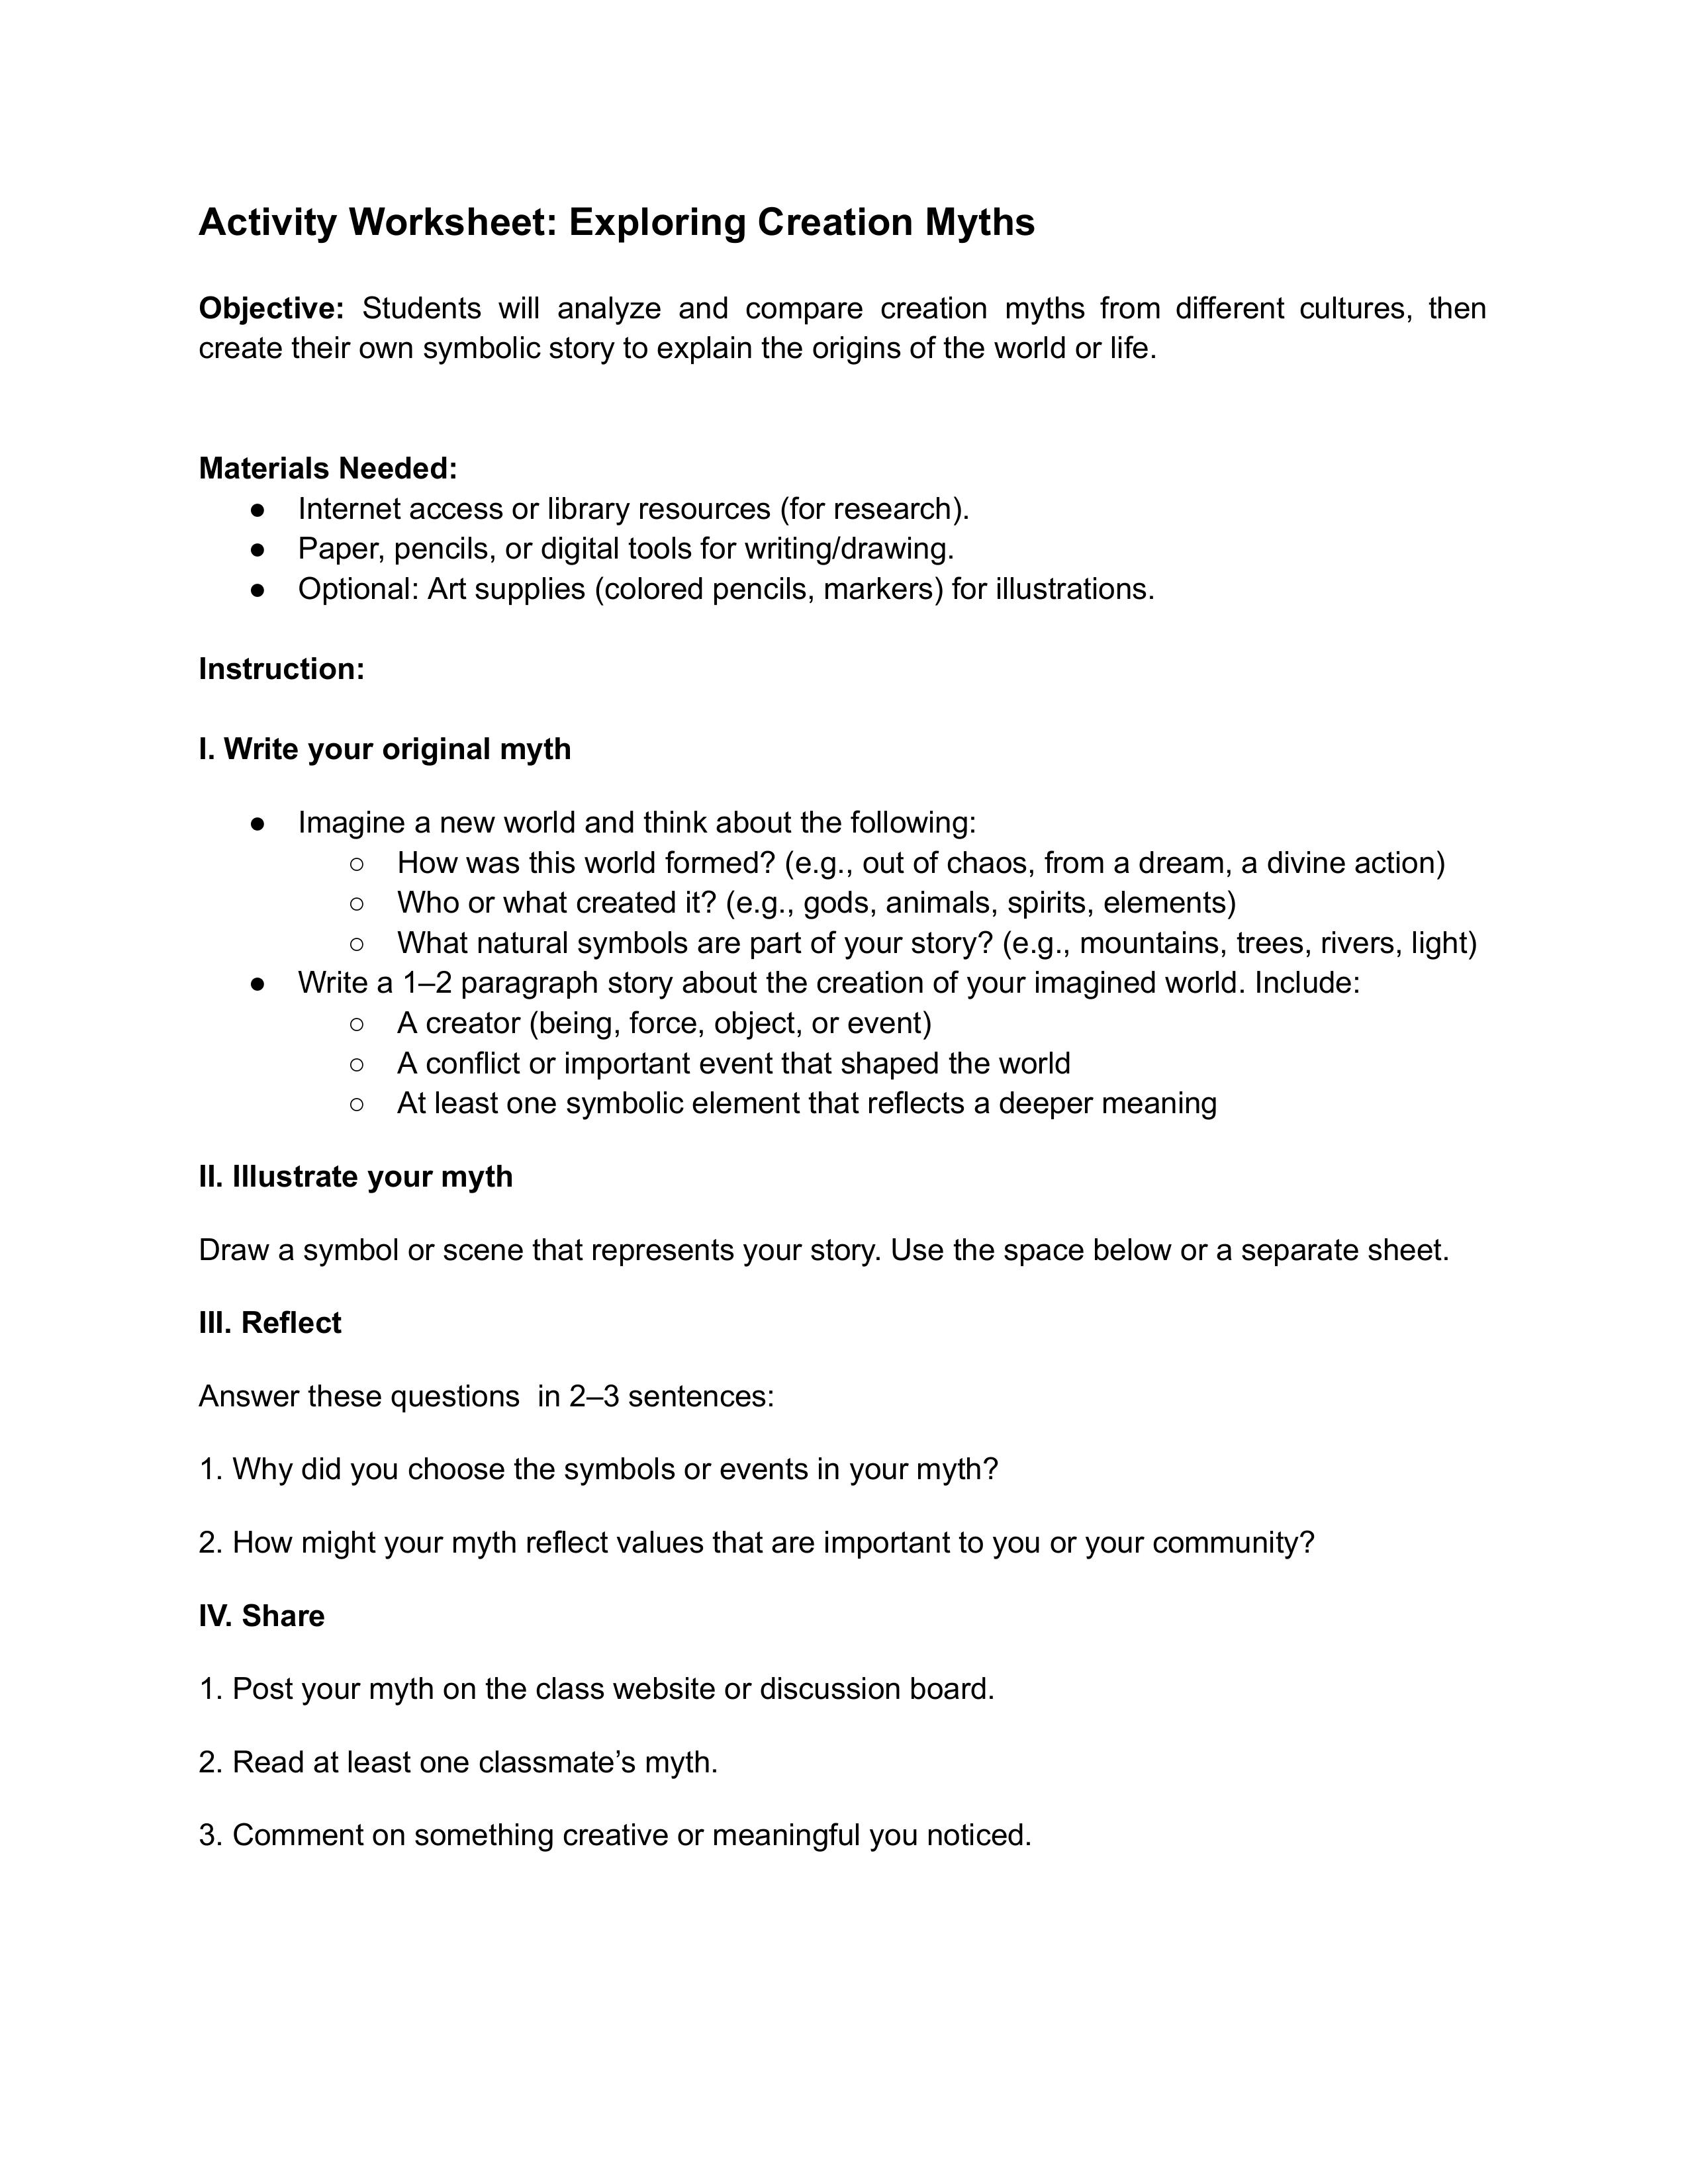 Activity Worksheet: Exploring Creation Myths
Objective: Students will analyze and compare creation myths from different cultures, then
create their own symbolic story to explain the origins of the world or life.
Materials Needed:
● Internet access or library resources (for research).
● Paper, pencils, or digital tools for writing/drawing.
● Optional: Art supplies (colored pencils, markers) for illustrations.
Instruction:
I. Write your original myth
● Imagine a new world and think about the following:
○ How was this world formed? (e.g., out of chaos, from a dream, a divine action)
○ Who or what created it? (e.g., gods, animals, spirits, elements)
○ What natural symbols are part of your story? (e.g., mountains, trees, rivers, light)
● Write a 1–2 paragraph story about the creation of your imagined world. Include:
○ A creator (being, force, object, or event)
○ A conflict or important event that shaped the world
○ At least one symbolic element that reflects a deeper meaning
II. Illustrate your myth
Draw a symbol or scene that represents your story. Use the space below or a separate sheet.
III. Reflect
Answer these questions  in 2–3 sentences:
1. Why did you choose the symbols or events in your myth?
2. How might your myth reflect values that are important to you or your community?
IV. Share
1. Post your myth on the class website or discussion board.
2. Read at least one classmate’s myth.
3. Comment on something creative or meaningful you noticed.